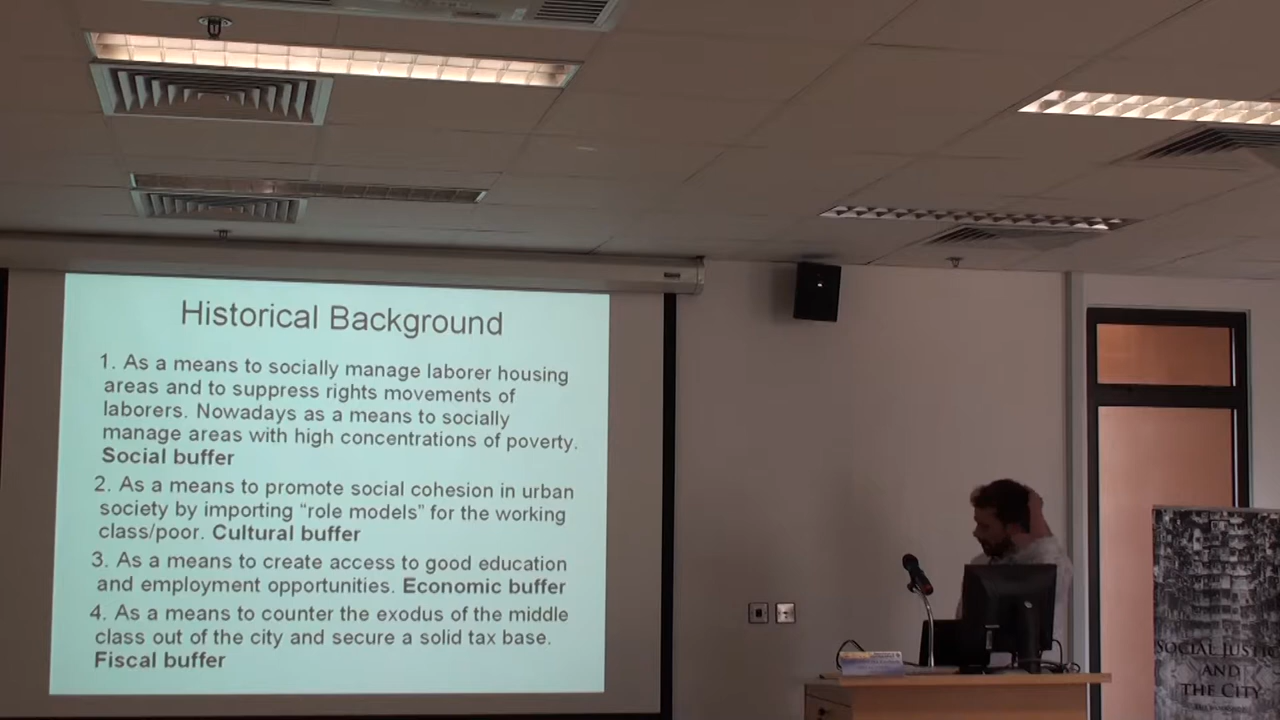 Historical Background
1. As a means to socially manage laborer housing
areas and to suppress rights movements of
laborers. Nowadays as a means to socially
manage areas with high concentrations of poverty.
Social buffer
2. As a means to promote social cohesion in urban
society by importing “role models” for the working
class/poor. Cultural buffer
3. As a means to create access to good education
and employment opportunities. Economic buffer
4. As a means to counter the exodus of the middle
class out of the city and secure a solid tax base.
Fiscal buffer
SOCIAL JUSTIC
AND
THE CITY